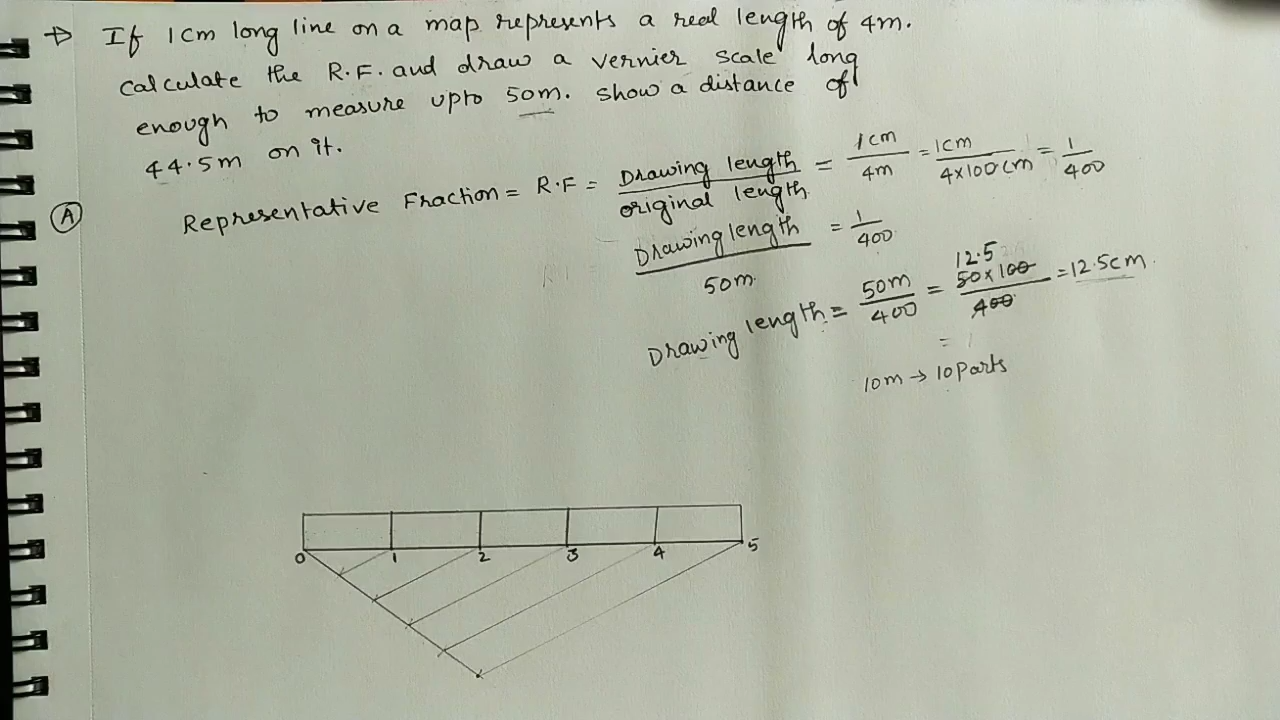 → If 1cm long line on a map represents a real length of 4m.
calculate the R.F. and draw a vernier scale long
enough to measure upto 50m. show a distance of
44.5m on it.
(A) Representative Fraction = R.F = Drawing length / original length = 1cm / 4m = 1cm / 4×100cm = 1 / 400
Drawing length / 50m = 1 / 400
Drawing length = 50m / 400 = 50×100 / 400 = 12.5cm
12.5
=
10m → 10 Parts
0 1 2 3 4 5